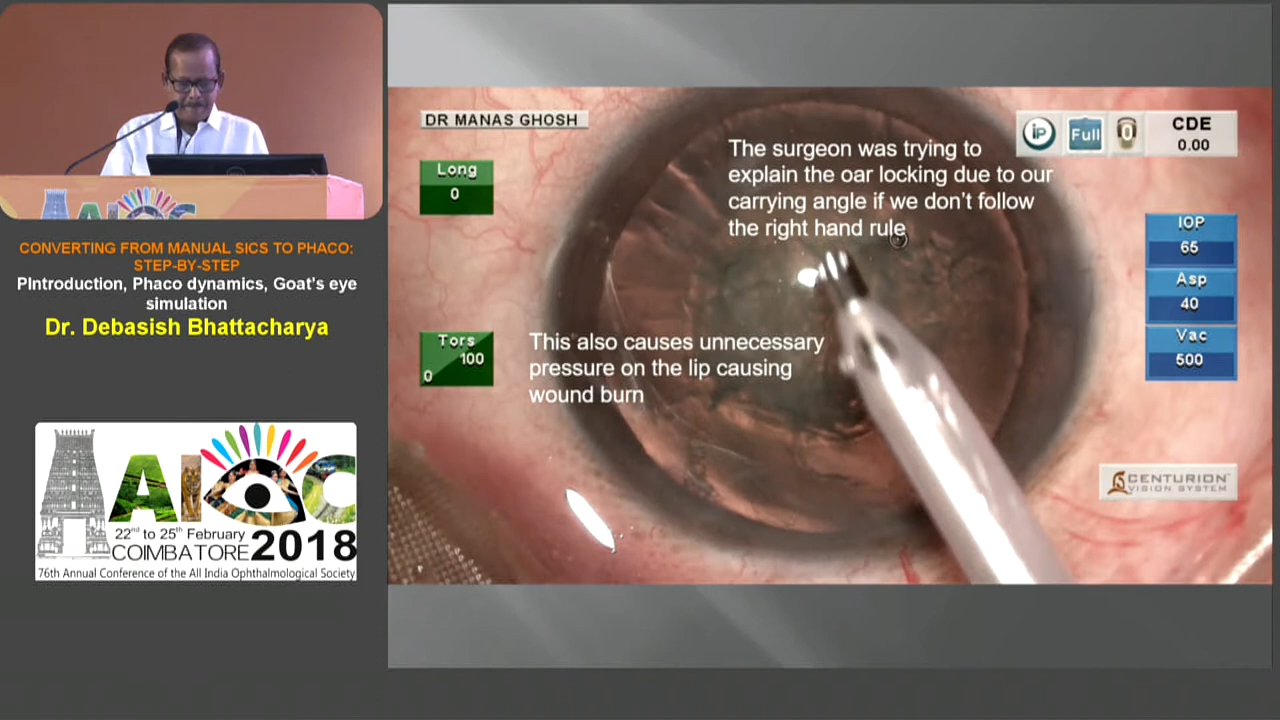 CONVERTING FROM MANUAL SICS TO PHACO:
STEP-BY-STEP
PIntroduction, Phaco dynamics, Goat's eye
simulation
Dr. Debasish Bhattacharya
AIOC
22nd to 25th February
COIMBATORE 2018
76th Annual Conference of the All India Ophthalmological Society
DR MANAS GHOSH
Long
0
The surgeon was trying to
explain the oar locking due to our
carrying angle if we don't follow
the right hand rule
iP
Full
0
CDE
0.00
IOP
65
Asp
40
Vac
500
Tors
100
0
This also causes unnecessary
pressure on the lip causing
wound burn
CENTURION™
VISION SYSTEM